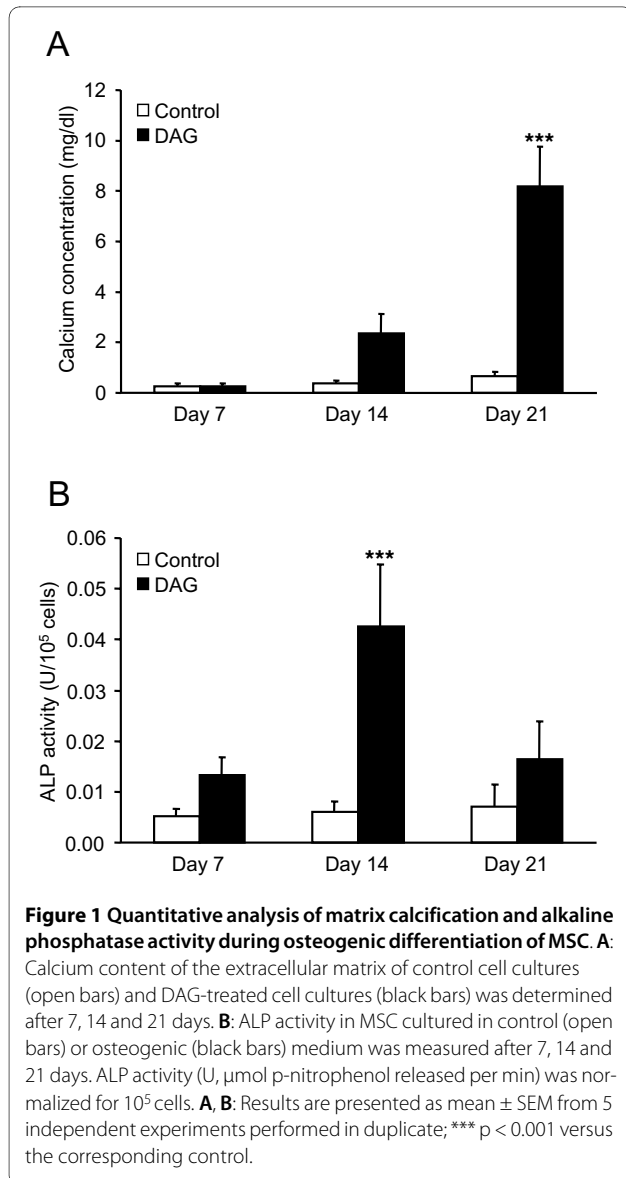 A
Calcium concentration (mg/dl)
12
10
8
6
4
2
0
Control
DAG
***
Day 7 Day 14 Day 21
B
ALP activity (U/10⁵ cells)
0.06
0.05
0.04
0.03
0.02
0.01
0.00
Control
DAG
***
Day 7 Day 14 Day 21
Figure 1 Quantitative analysis of matrix calcification and alkaline
phosphatase activity during osteogenic differentiation of MSC. A:
Calcium content of the extracellular matrix of control cell cultures
(open bars) and DAG-treated cell cultures (black bars) was determined
after 7, 14 and 21 days. B: ALP activity in MSC cultured in control (open
bars) or osteogenic (black bars) medium was measured after 7, 14 and
21 days. ALP activity (U, μmol p-nitrophenol released per min) was nor-
malized for 10⁵ cells. A, B: Results are presented as mean ± SEM from 5
independent experiments performed in duplicate; *** p < 0.001 versus
the corresponding control.